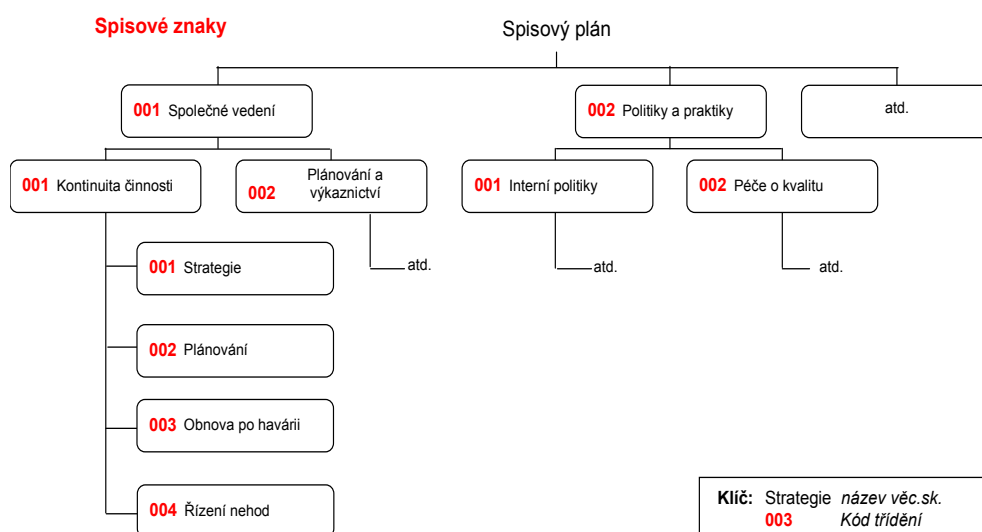 Spisové znaky
Spisový plán
001 Společné vedení
002 Politiky a praktiky
atd.
001 Kontinuita činnosti
002 Plánování a
výkaznictví
001 Interní politiky
002 Péče o kvalitu
001 Strategie
atd.
atd.
atd.
002 Plánování
003 Obnova po havárii
004 Řízení nehod
Klíč: Strategie název věc.sk.
003 Kód třídění